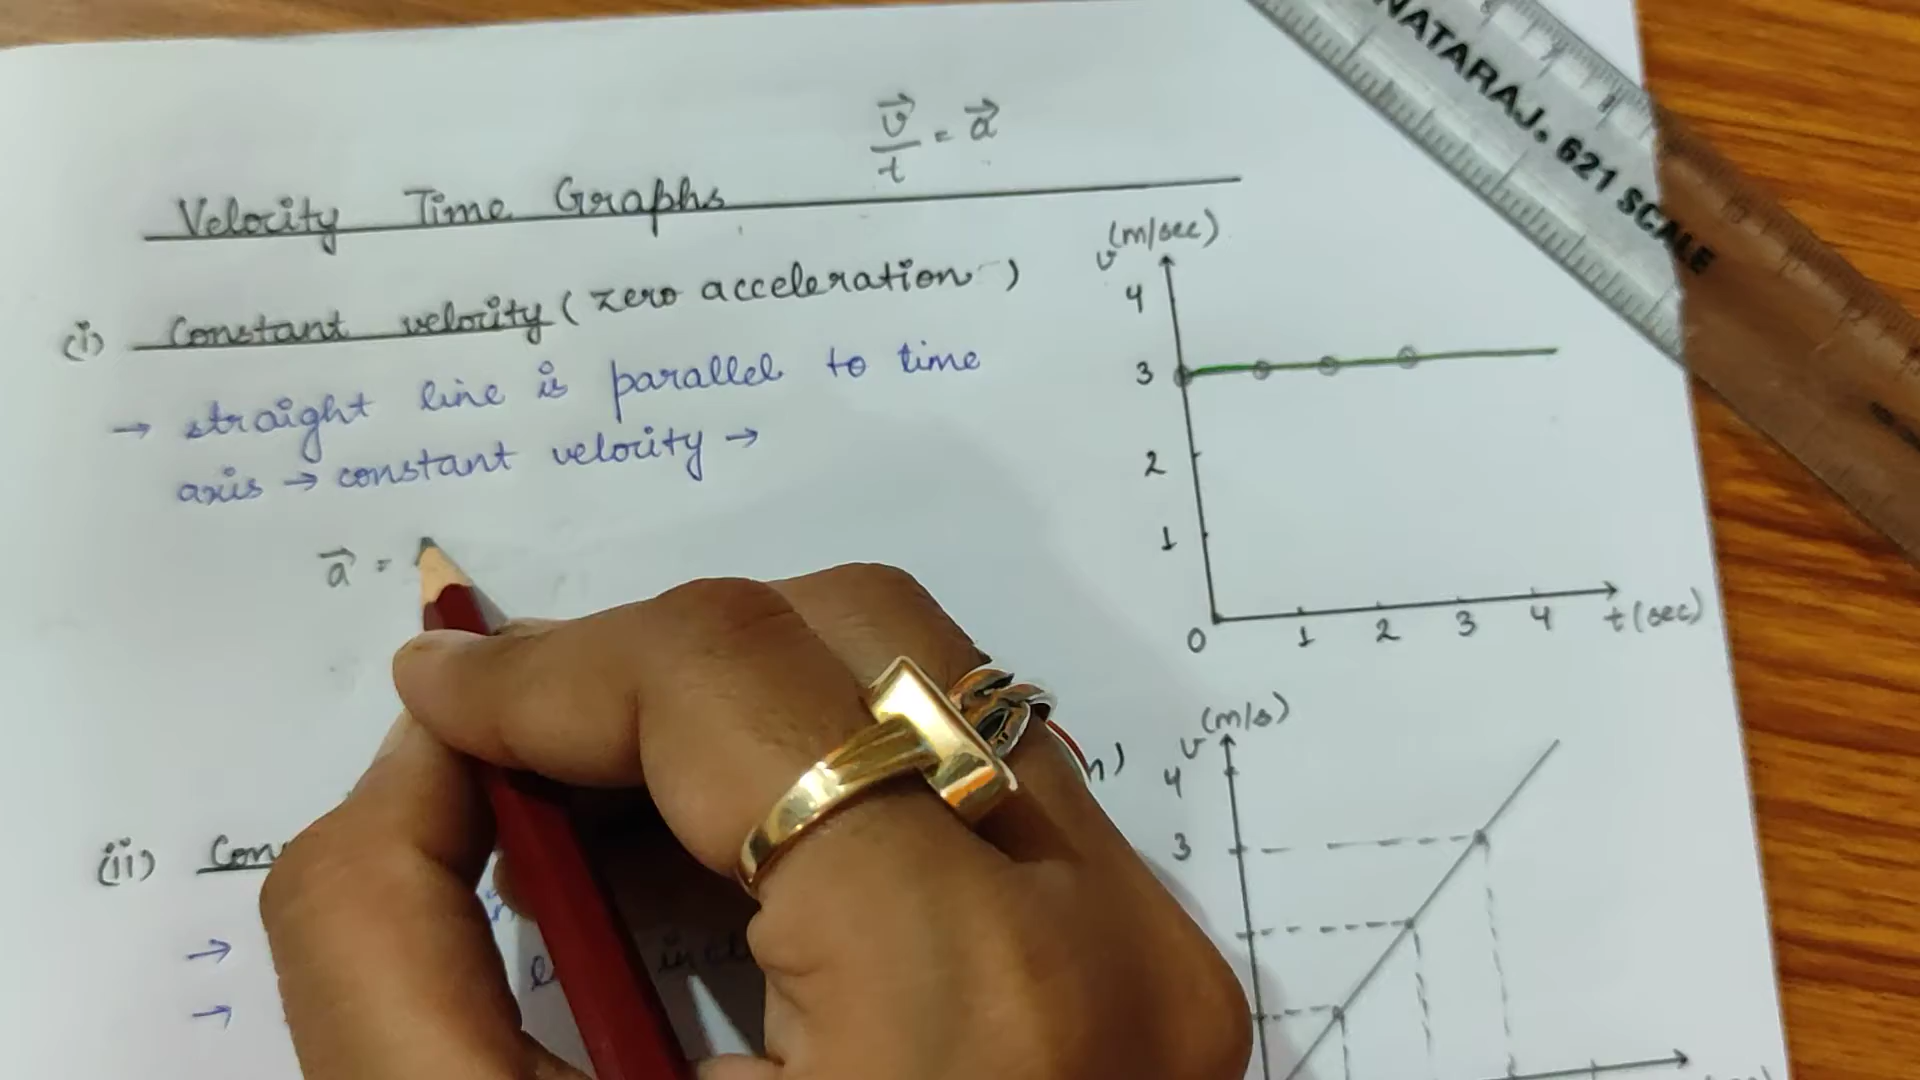 v⃗/t = a⃗
Velocity Time Graphs
(i) Constant velocity (zero acceleration)
→ straight line is parallel to time
axis → constant velocity →
a⃗ =
(ii)
→
→
v (m/sec)
4
3
2
1
0 1 2 3 4 t (sec)
v (m/s)
4
3
NATARAJ. 621 SCALE